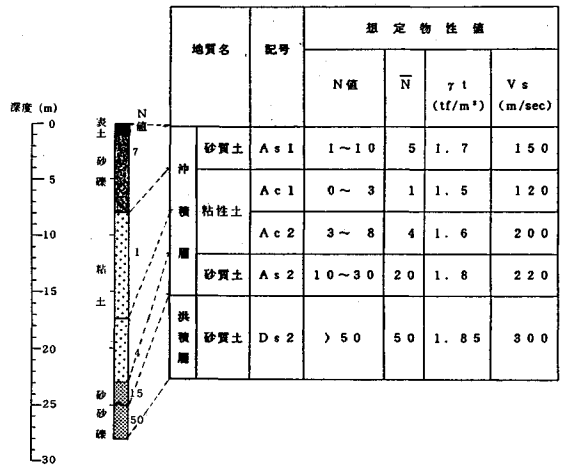 地質名 記号 想定物性値
N値 N̅ γt (tf/m³) Vs (m/sec)
沖積層 砂質土 As1 1～10 5 1.7 150
粘性土 Ac1 0～3 1 1.5 120
Ac2 3～8 4 1.6 200
砂質土 As2 10～30 20 1.8 220
洪積層 砂質土 Ds2 >50 50 1.85 300
深度 (m)
N値
0
5
10
15
20
25
30
表土
砂礫
7
粘土
1
4
砂
15
砂礫
50